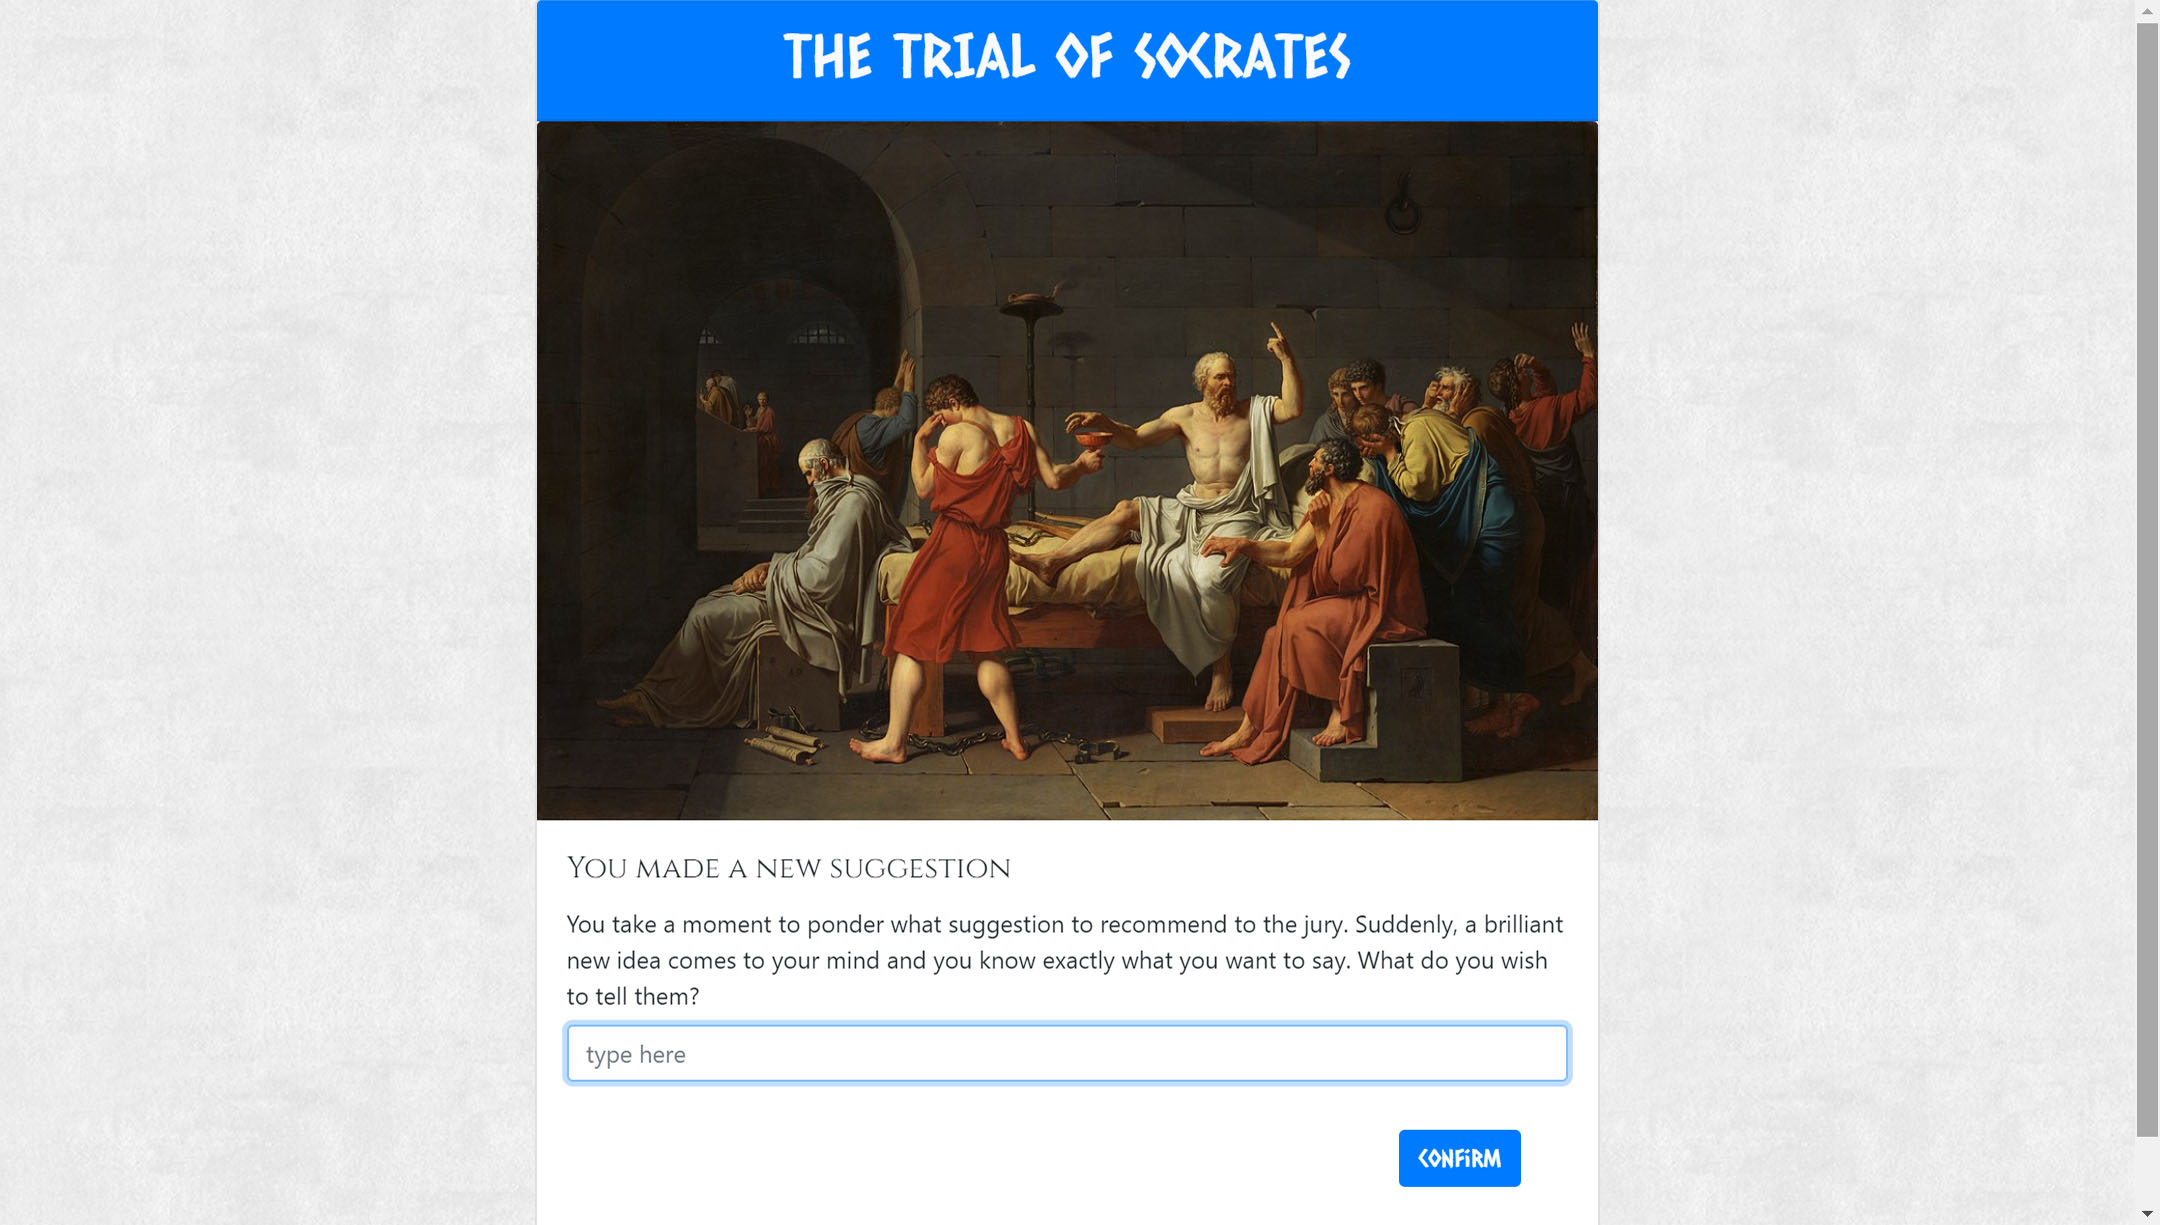 THE TRIAL OF SOCRATES
You made a new suggestion
You take a moment to ponder what suggestion to recommend to the jury. Suddenly, a brilliant
new idea comes to your mind and you know exactly what you want to say. What do you wish
to tell them?
type here
CONFIRM